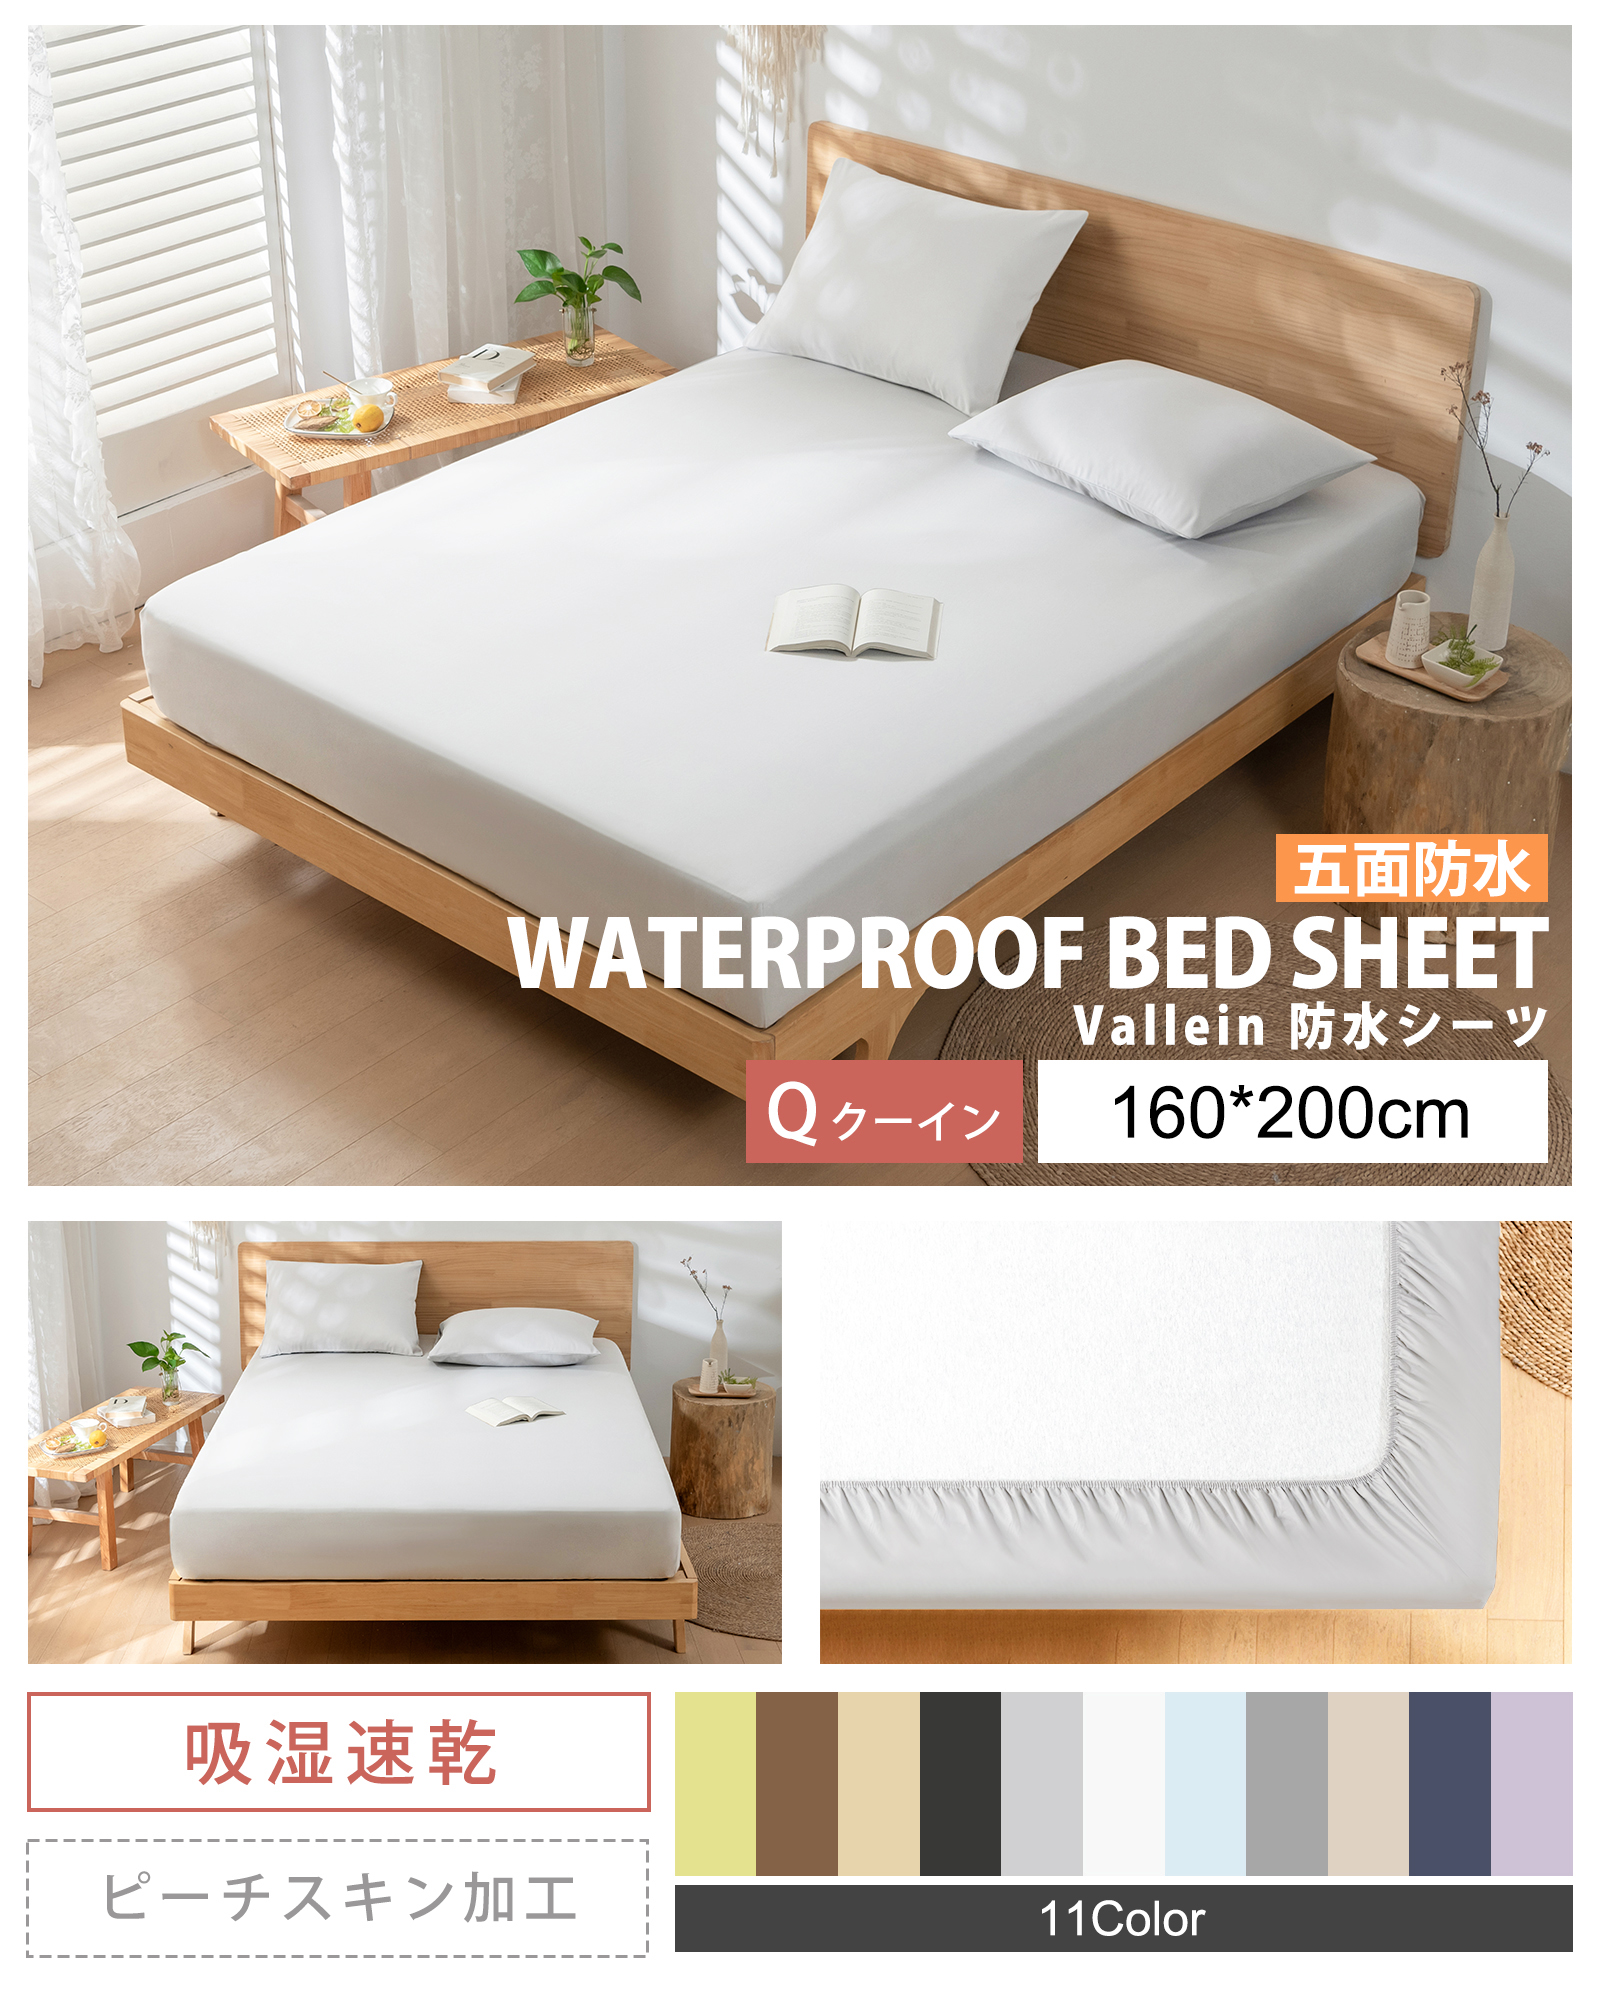 五面防水
WATERPROOF BED SHEET
Vallein 防水シーツ
Q クーイン
160*200cm
吸湿速乾
ピーチスキン加工
11Color
D